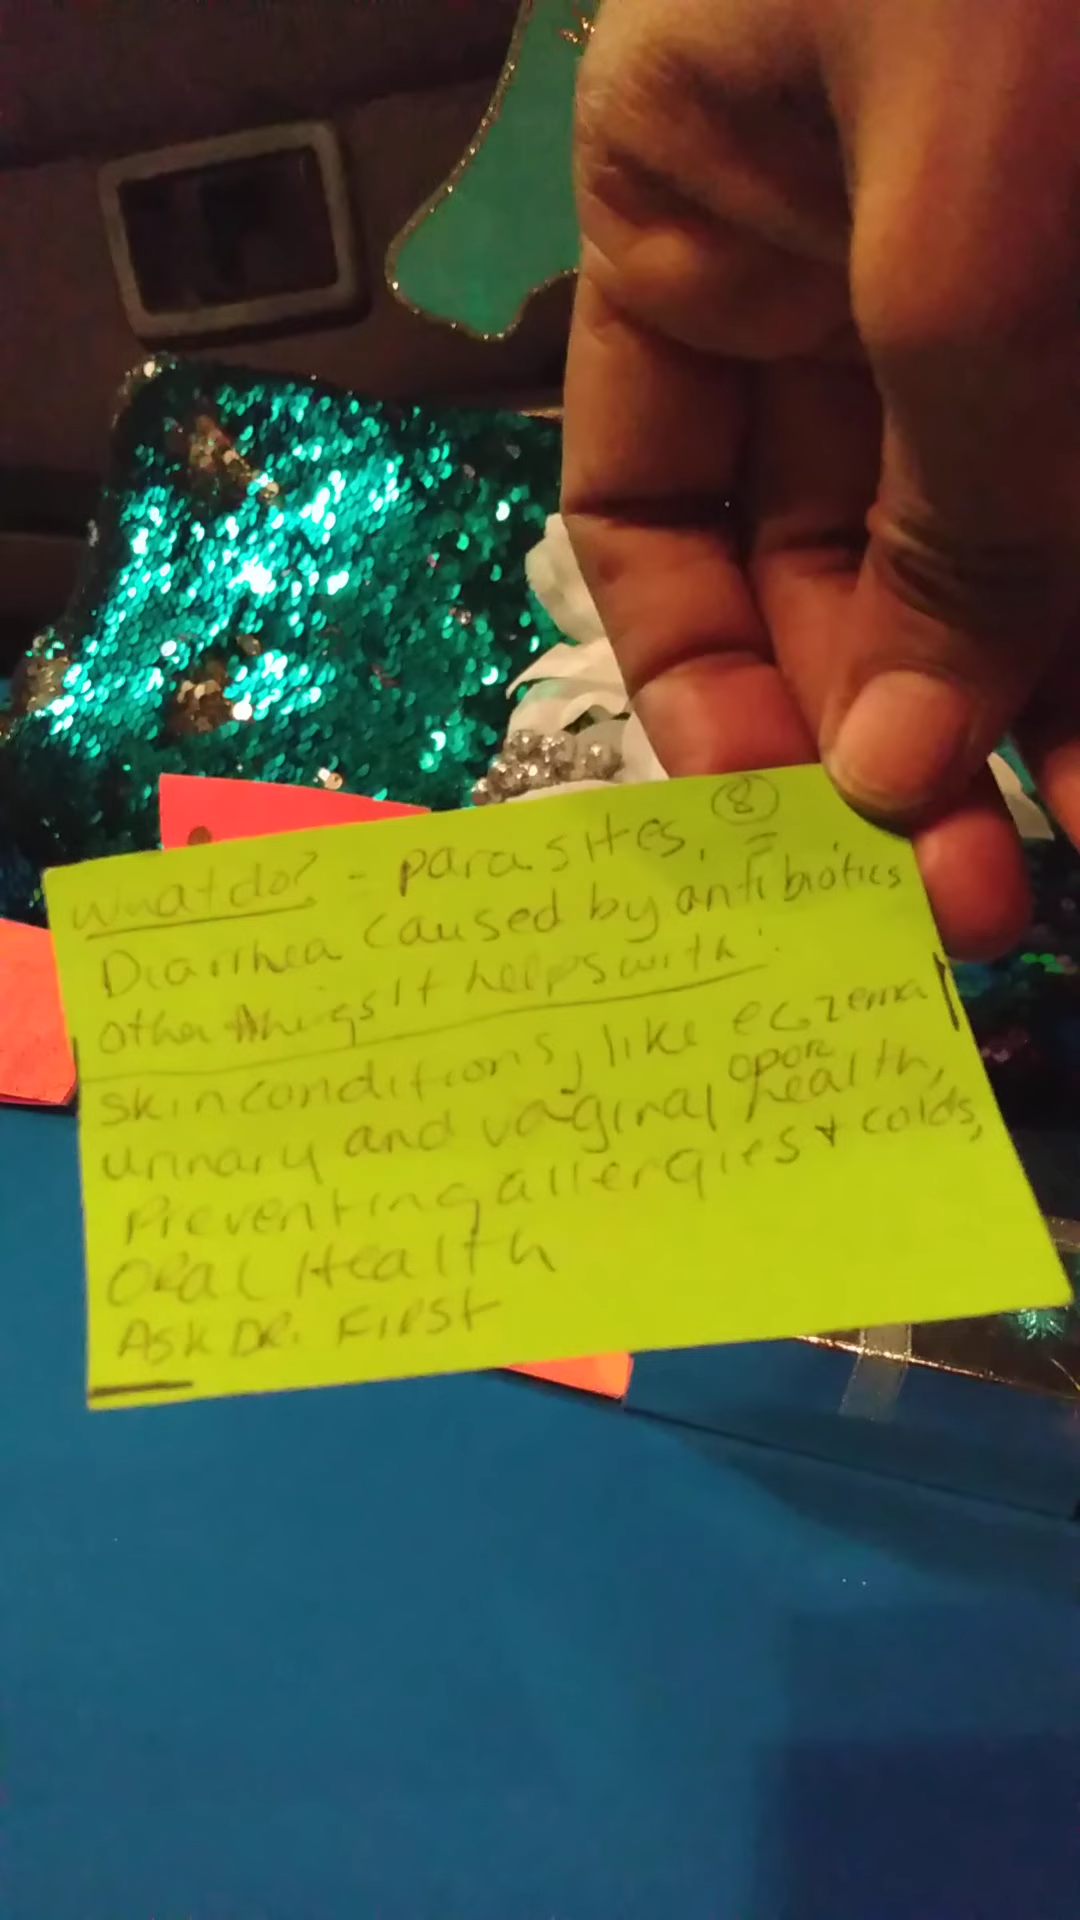 8
What do? - parasites. =
Diarrhea caused by antibiotics
other things It helps with:
skin conditions, like eczema
urinary and vaginal health,
Preventing allergies & colds,
Oral Health
Ask DR. First